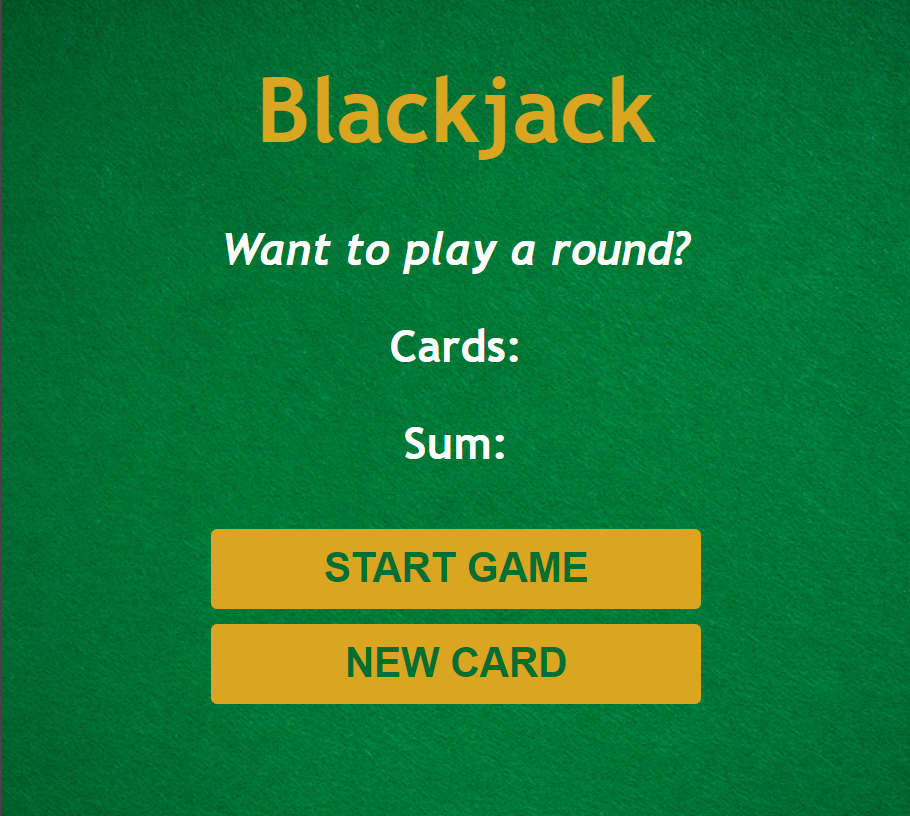 Blackjack
Want to play a round?
Cards:
Sum:
START GAME
NEW CARD